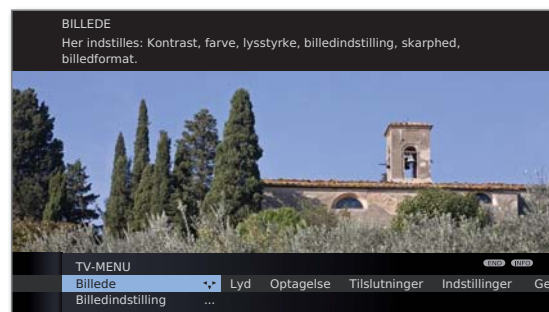 BILLEDE
Her indstilles: Kontrast, farve, lysstyrke, billedindstilling, skarphed,
billedformat.
TV-MENU END INFO
Billede Lyd Optagelse Tilslutninger Indstillinger Ge
Billedindstilling ...